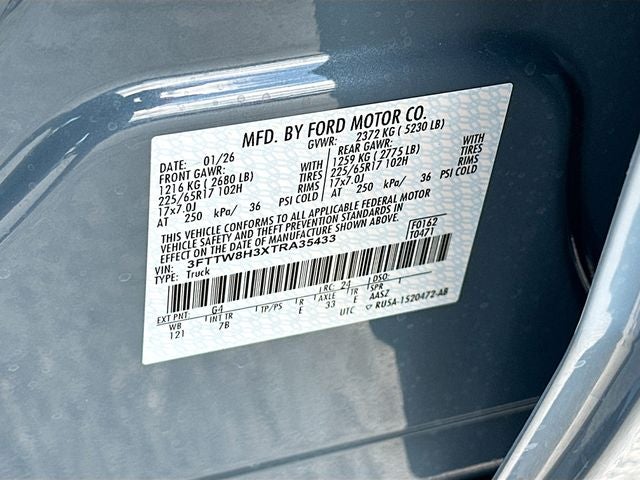 MFD. BY FORD MOTOR CO.
DATE: 01/26 GVWR: 2372 KG ( 5230 LB)
FRONT GAWR: WITH REAR GAWR: WITH
1216 KG ( 2680 LB) TIRES 1259 KG ( 2775 LB) TIRES
225/65R17 102H RIMS 225/65R17 102H RIMS
17x7.0J 17x7.0J
AT 250 kPa/ 36 PSI COLD AT 250 kPa/ 36 PSI COLD
THIS VEHICLE CONFORMS TO ALL APPLICABLE FEDERAL MOTOR
VEHICLE SAFETY AND THEFT PREVENTION STANDARDS IN
EFFECT ON THE DATE OF MANUFACTURE SHOWN ABOVE.
VIN: 3FTTW8H3XTRA35433 F0162
TYPE: Truck T0471
EXT PNT: G4 RC: 24 DSO:
WB INT TR TP/PS R AXLE TR SPR
121 7B E 33 E AASZ
UTC RUSA-1520472-AB